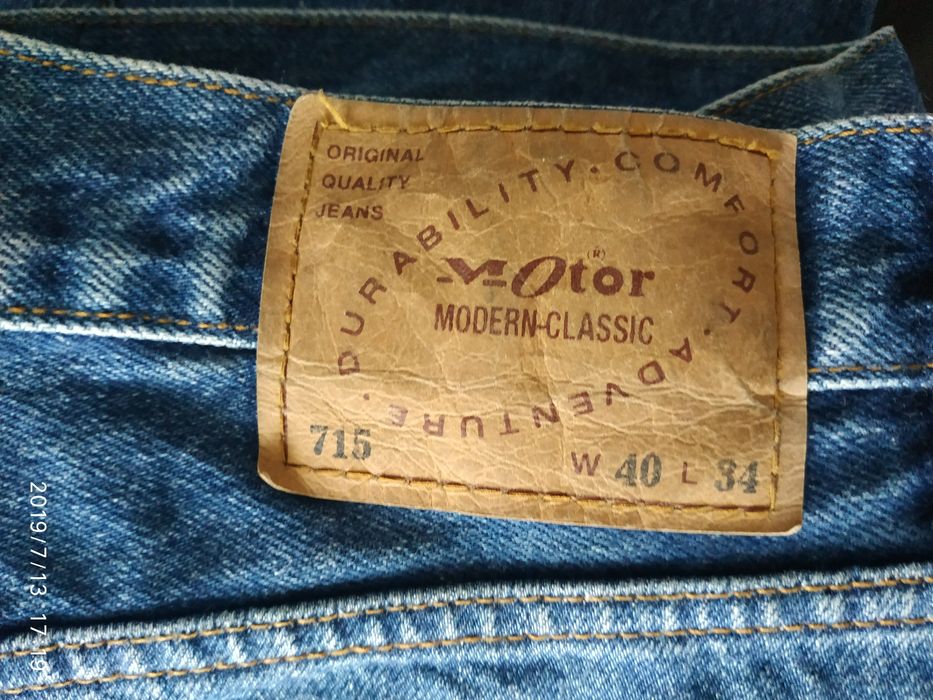 ORIGINAL
QUALITY
JEANS
DURABILITY. COMFORT. ADVENTURE.
MOtor®
MODERN-CLASSIC
715
W 40 L 34
2019/7/13 17:19